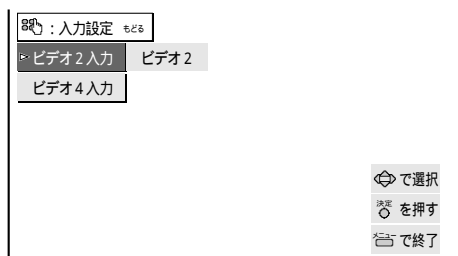 ：入力設定 もどる
ビデオ2入力 ビデオ2
ビデオ4入力
で選択
決定 を押す
メニュー で終了